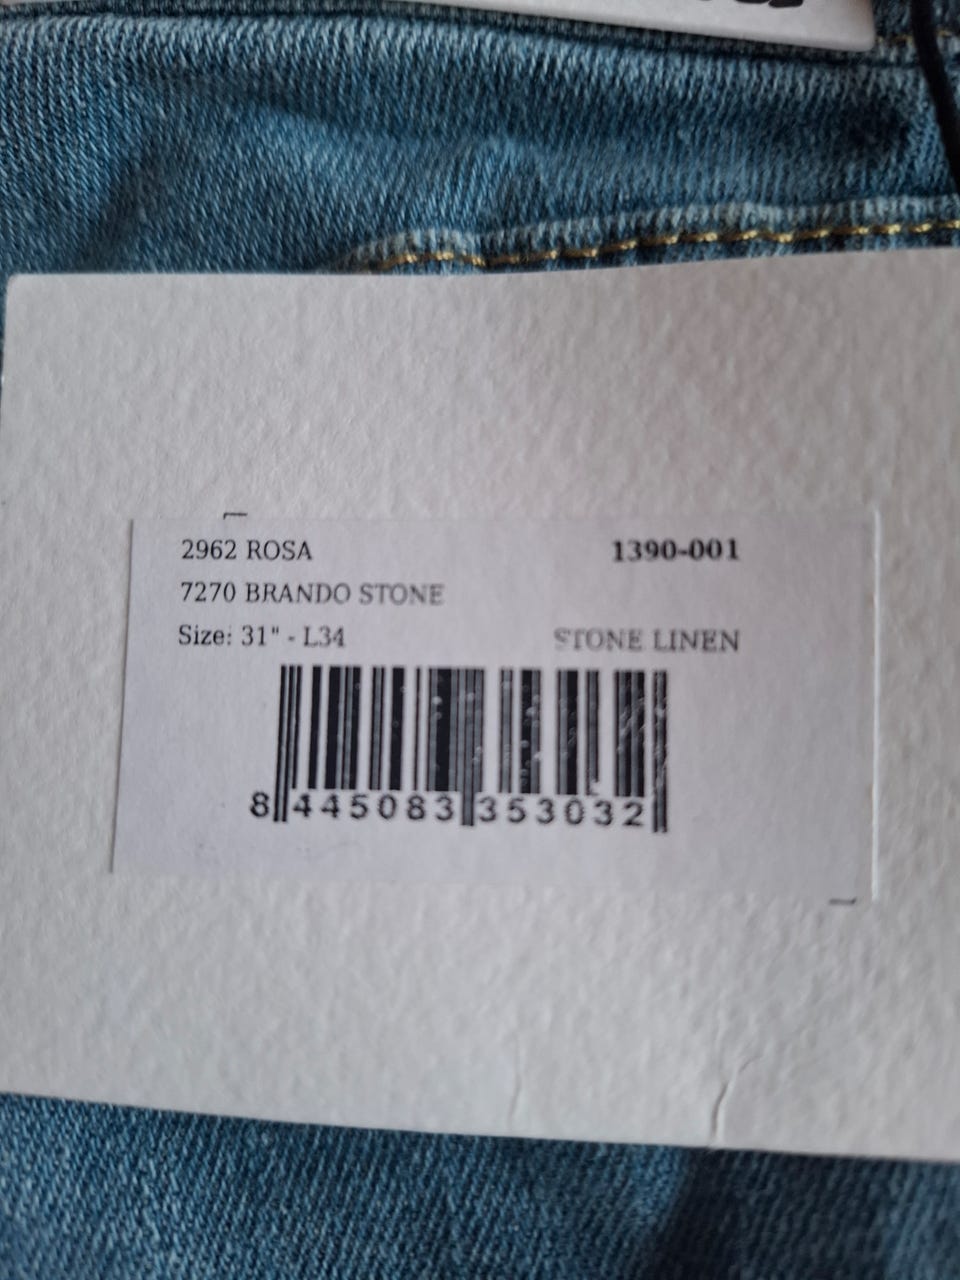 2962 ROSA
1390-001
7270 BRANDO STONE
Size: 31" - L34
STONE LINEN
8 445083 353032